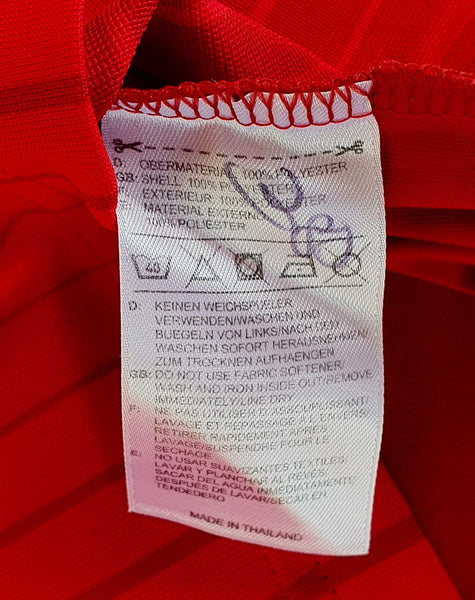 D: OBERMATERIAL 100% POLYESTER
GB: SHELL 100% POLYESTER
F: EXTERIEUR 100% POLYESTER
E: MATERIAL EXTERNO
100% POLIESTER
40
D: KEINEN WEICHSPUELER
VERWENDEN/WASCHEN UND
BUEGELN VON LINKS/NACH DEM
WASCHEN SOFORT HERAUSNEHMEN/
ZUM TROCKNEN AUFHAENGEN
GB: DO NOT USE FABRIC SOFTENER/
WASH AND IRON INSIDE OUT/REMOVE
IMMEDIATELY/LINE DRY
F: NE PAS UTILISER D'ASSOUPLISSANT/
LAVAGE ET REPASSAGE A L'ENVERS/
RETIRER RAPIDEMENT APRÈS
LAVAGE/SUSPENDRE POUR LE
SECHAGE
E: NO USAR SUAVIZANTES TEXTILES/
LAVAR Y PLANCHAR AL REVES/
SACAR DEL AGUA INMEDIATAMENTE
DESPUÉS DE LAVAR/SECAR EN
TENDEDERO
MADE IN THAILAND